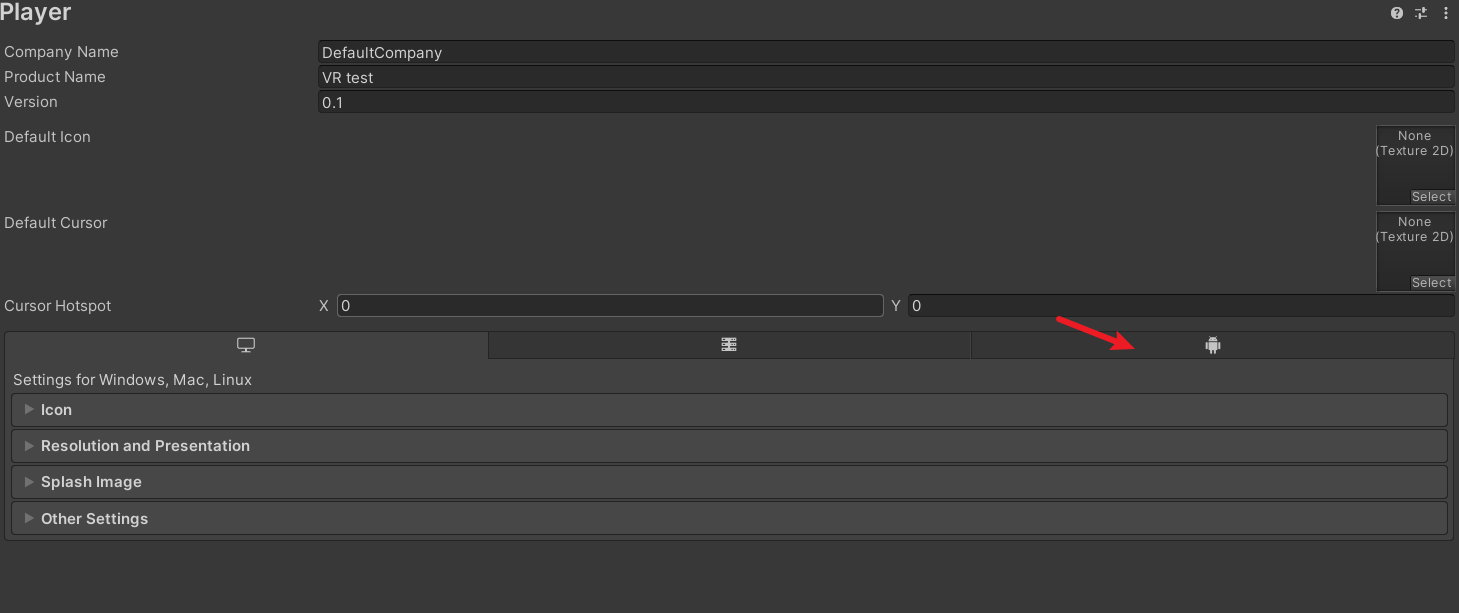 Player
Company Name DefaultCompany
Product Name VR test
Version 0.1
Default Icon
None
(Texture 2D)
Select
Default Cursor
None
(Texture 2D)
Select
Cursor Hotspot X 0 Y 0
Settings for Windows, Mac, Linux
Icon
Resolution and Presentation
Splash Image
Other Settings